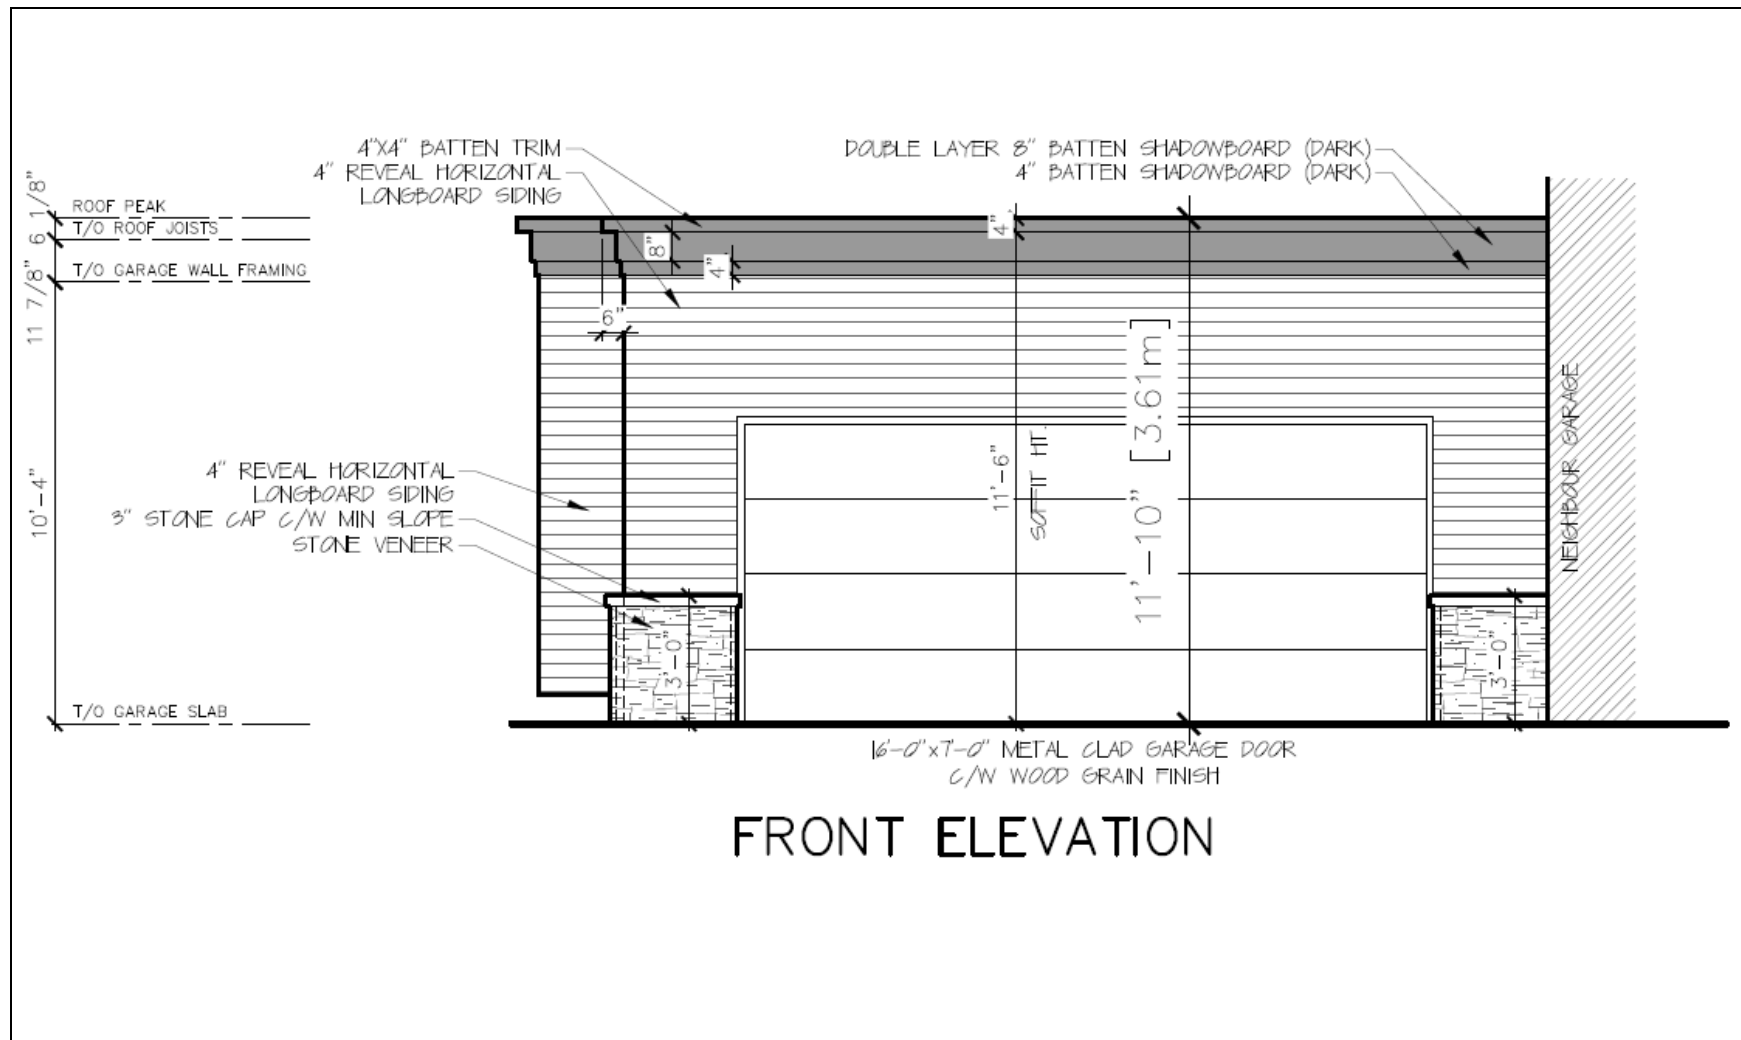 4"X4" BATTEN TRIM
4" REVEAL HORIZONTAL
LONGBOARD SIDING
DOUBLE LAYER 8" BATTEN SHADOWBOARD (DARK)
4" BATTEN SHADOWBOARD (DARK)
6 1/8"
ROOF PEAK
T/O ROOF JOISTS
11 7/8"
T/O GARAGE WALL FRAMING
8"
4"
4"
6"
10'-4"
4" REVEAL HORIZONTAL
LONGBOARD SIDING
3" STONE CAP C/W MIN SLOPE
STONE VENEER
11'-6"
SOFFIT HT.
11'-10" [3.61m]
NEIGHBOUR GARAGE
3'-0"
3'-0"
T/O GARAGE SLAB
16'-0"x7'-0" METAL CLAD GARAGE DOOR
C/W WOOD GRAIN FINISH
FRONT ELEVATION